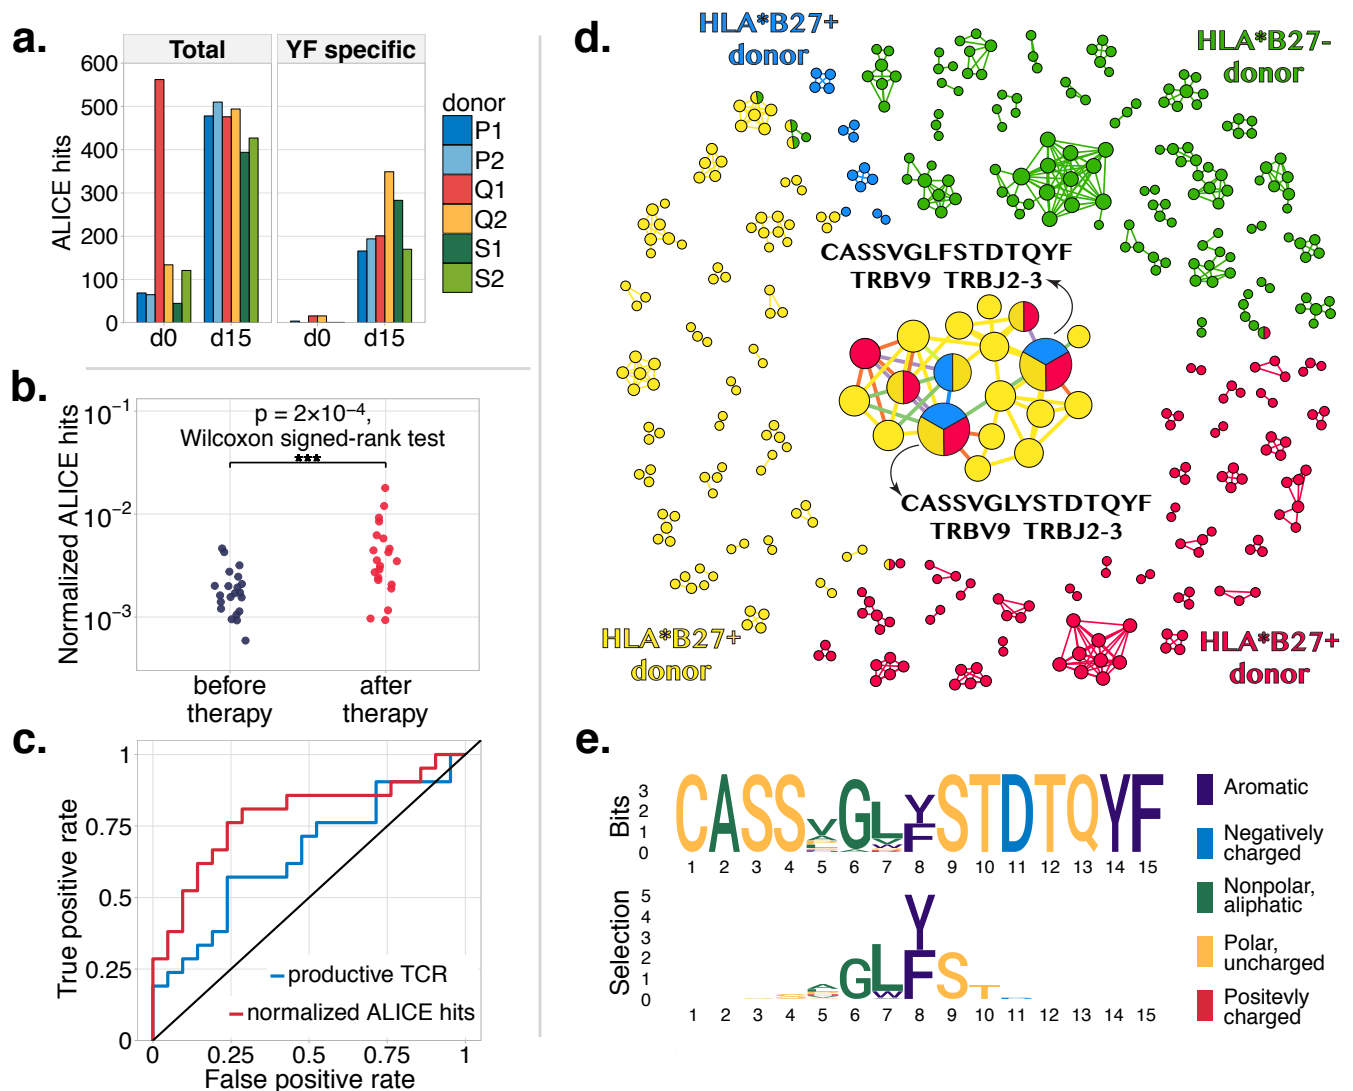 a.
Total
YF specific
ALICE hits
600
500
400
300
200
100
0
d0
d15
d0
d15
donor
P1
P2
Q1
Q2
S1
S2
b.
Normalized ALICE hits
10−1
10−2
10−3
p = 2×10−4,
Wilcoxon signed-rank test
***
before
therapy
after
therapy
c.
True positive rate
1
0.75
0.5
0.25
0
productive TCR
normalized ALICE hits
0
0.25
0.5
0.75
1
False positive rate
d.
HLA*B27+
donor
HLA*B27-
donor
CASSVGLFSTDTQYF
TRBV9 TRBJ2-3
CASSVGLYSTDTQYF
TRBV9 TRBJ2-3
HLA*B27+
donor
HLA*B27+
donor
e.
Bits
3
2
1
0
CASSVGLYSTDTQYF
F
1 2 3 4 5 6 7 8 9 10 11 12 13 14 15
Selection
5
4
3
2
1
0
Y
GLFST
1 2 3 4 5 6 7 8 9 10 11 12 13 14 15
Aromatic
Negatively
charged
Nonpolar,
aliphatic
Polar,
uncharged
Positevly
charged